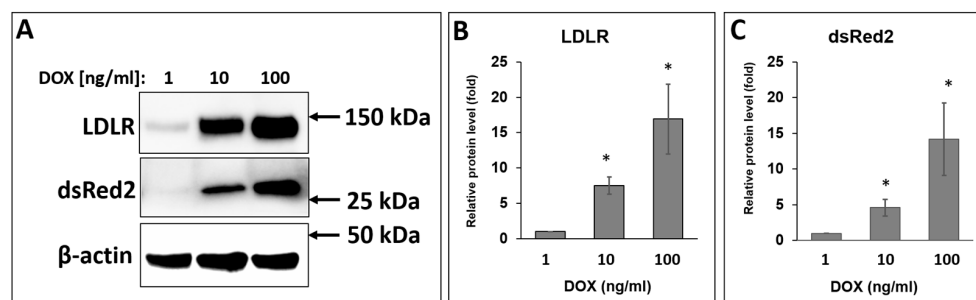 A
DOX [ng/ml]: 1 10 100
LDLR
150 kDa
dsRed2
25 kDa
50 kDa
β-actin
B
LDLR
Relative protein level (fold)
25
20
15
10
5
0
*
*
1 10 100
DOX (ng/ml)
C
dsRed2
Relative protein level (fold)
25
20
15
10
5
0
*
*
1 10 100
DOX (ng/ml)